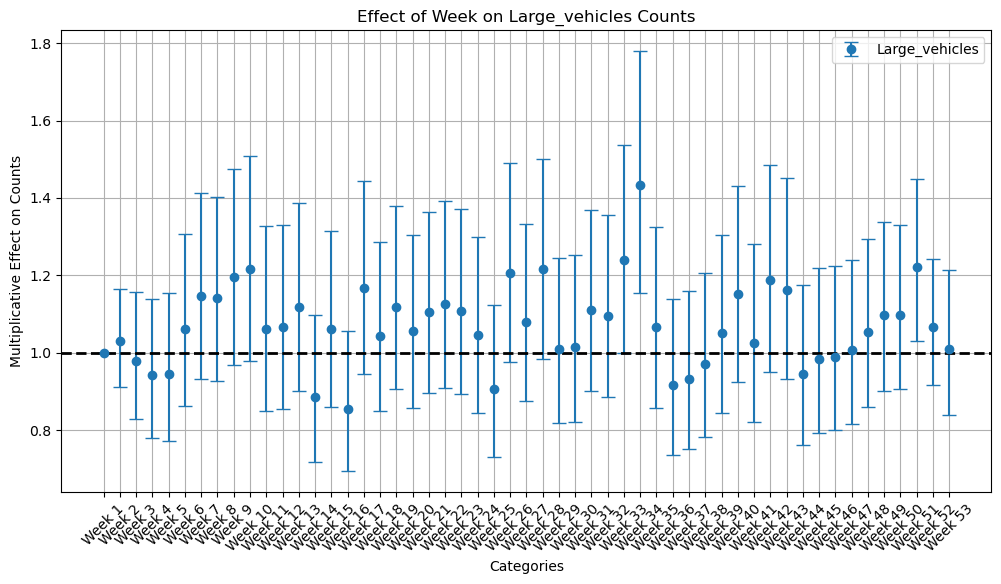 Effect of Week on Large_vehicles Counts
Large_vehicles
Multiplicative Effect on Counts
1.8
1.6
1.4
1.2
1.0
0.8
Week 1
Week 2
Week 3
Week 4
Week 5
Week 6
Week 7
Week 8
Week 9
Week 10
Week 11
Week 12
Week 13
Week 14
Week 15
Week 16
Week 17
Week 18
Week 19
Week 20
Week 21
Week 22
Week 23
Week 24
Week 25
Week 26
Week 27
Week 28
Week 29
Week 30
Week 31
Week 32
Week 33
Week 34
Week 35
Week 36
Week 37
Week 38
Week 39
Week 40
Week 41
Week 42
Week 43
Week 44
Week 45
Week 46
Week 47
Week 48
Week 49
Week 50
Week 51
Week 52
Week 53
Categories